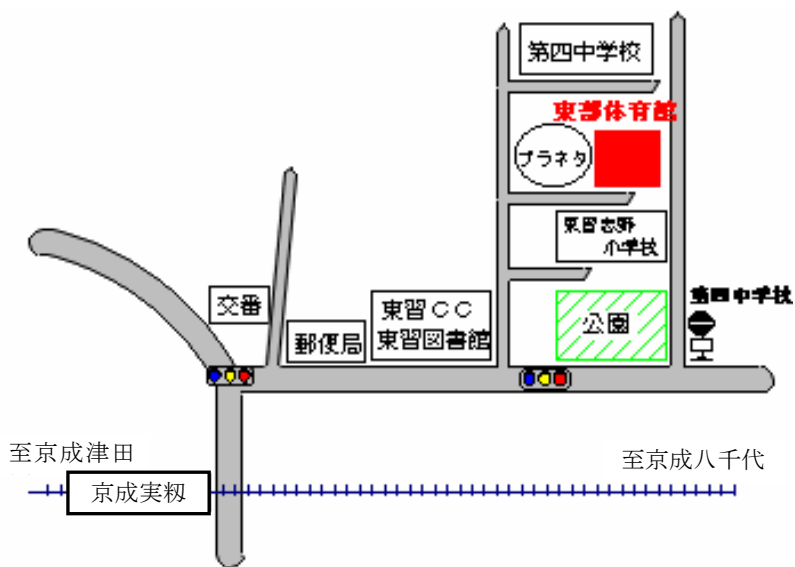 第四中学校
東部体育館
プラネタ
東習志野
小学校
第四中学校
交番
東習CC
東習図書館
郵便局
公園
至京成津田
至京成八千代
京成実籾